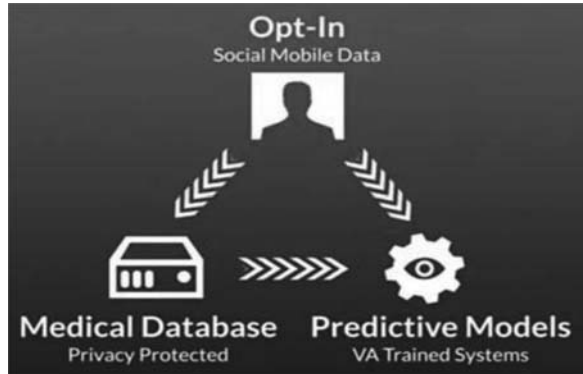 Opt-In
Social Mobile Data
Medical Database
Privacy Protected
Predictive Models
VA Trained Systems